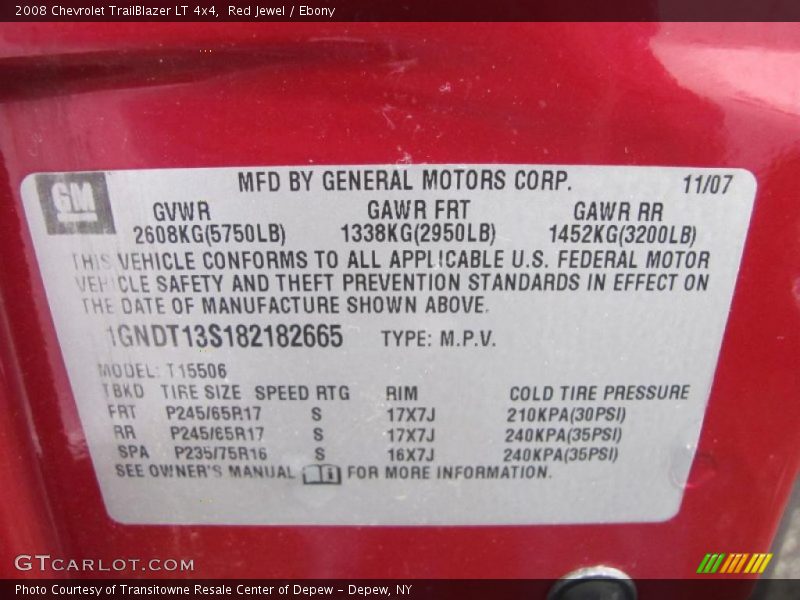 2008 Chevrolet TrailBlazer LT 4x4, Red Jewel / Ebony
GM
MFD BY GENERAL MOTORS CORP. 11/07
GVWR GAWR FRT GAWR RR
2608KG(5750LB) 1338KG(2950LB) 1452KG(3200LB)
THIS VEHICLE CONFORMS TO ALL APPLICABLE U.S. FEDERAL MOTOR
VEHICLE SAFETY AND THEFT PREVENTION STANDARDS IN EFFECT ON
THE DATE OF MANUFACTURE SHOWN ABOVE.
1GNDT13S182182665 TYPE: M.P.V.
MODEL: T15506
TBKD TIRE SIZE SPEED RTG RIM COLD TIRE PRESSURE
FRT P245/65R17 S 17X7J 210KPA(30PSI)
RR P245/65R17 S 17X7J 240KPA(35PSI)
SPA P235/75R16 S 16X7J 240KPA(35PSI)
SEE OWNER'S MANUAL FOR MORE INFORMATION.
GTCARLOT.COM
Photo Courtesy of Transitowne Resale Center of Depew – Depew, NY